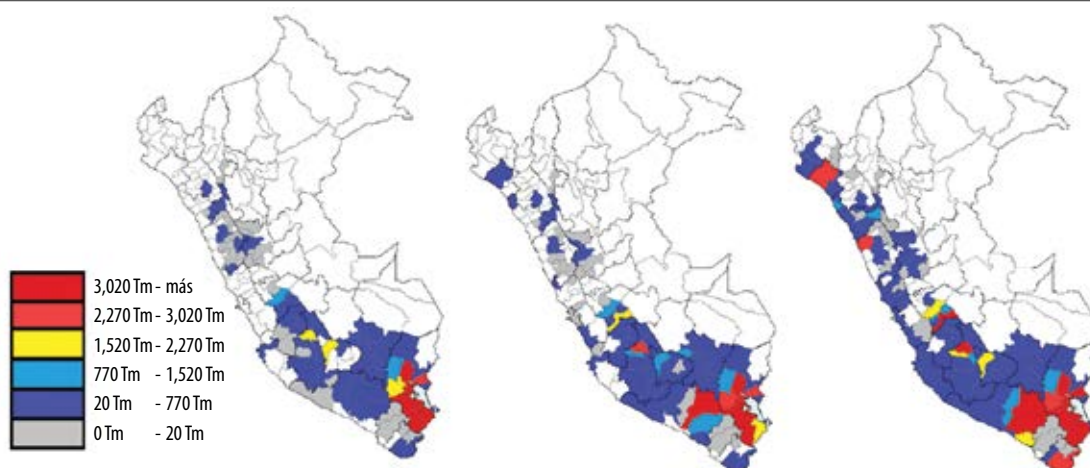 3,020 Tm - más
2,270 Tm - 3,020 Tm
1,520 Tm - 2,270 Tm
770 Tm - 1,520 Tm
20 Tm - 770 Tm
0 Tm - 20 Tm